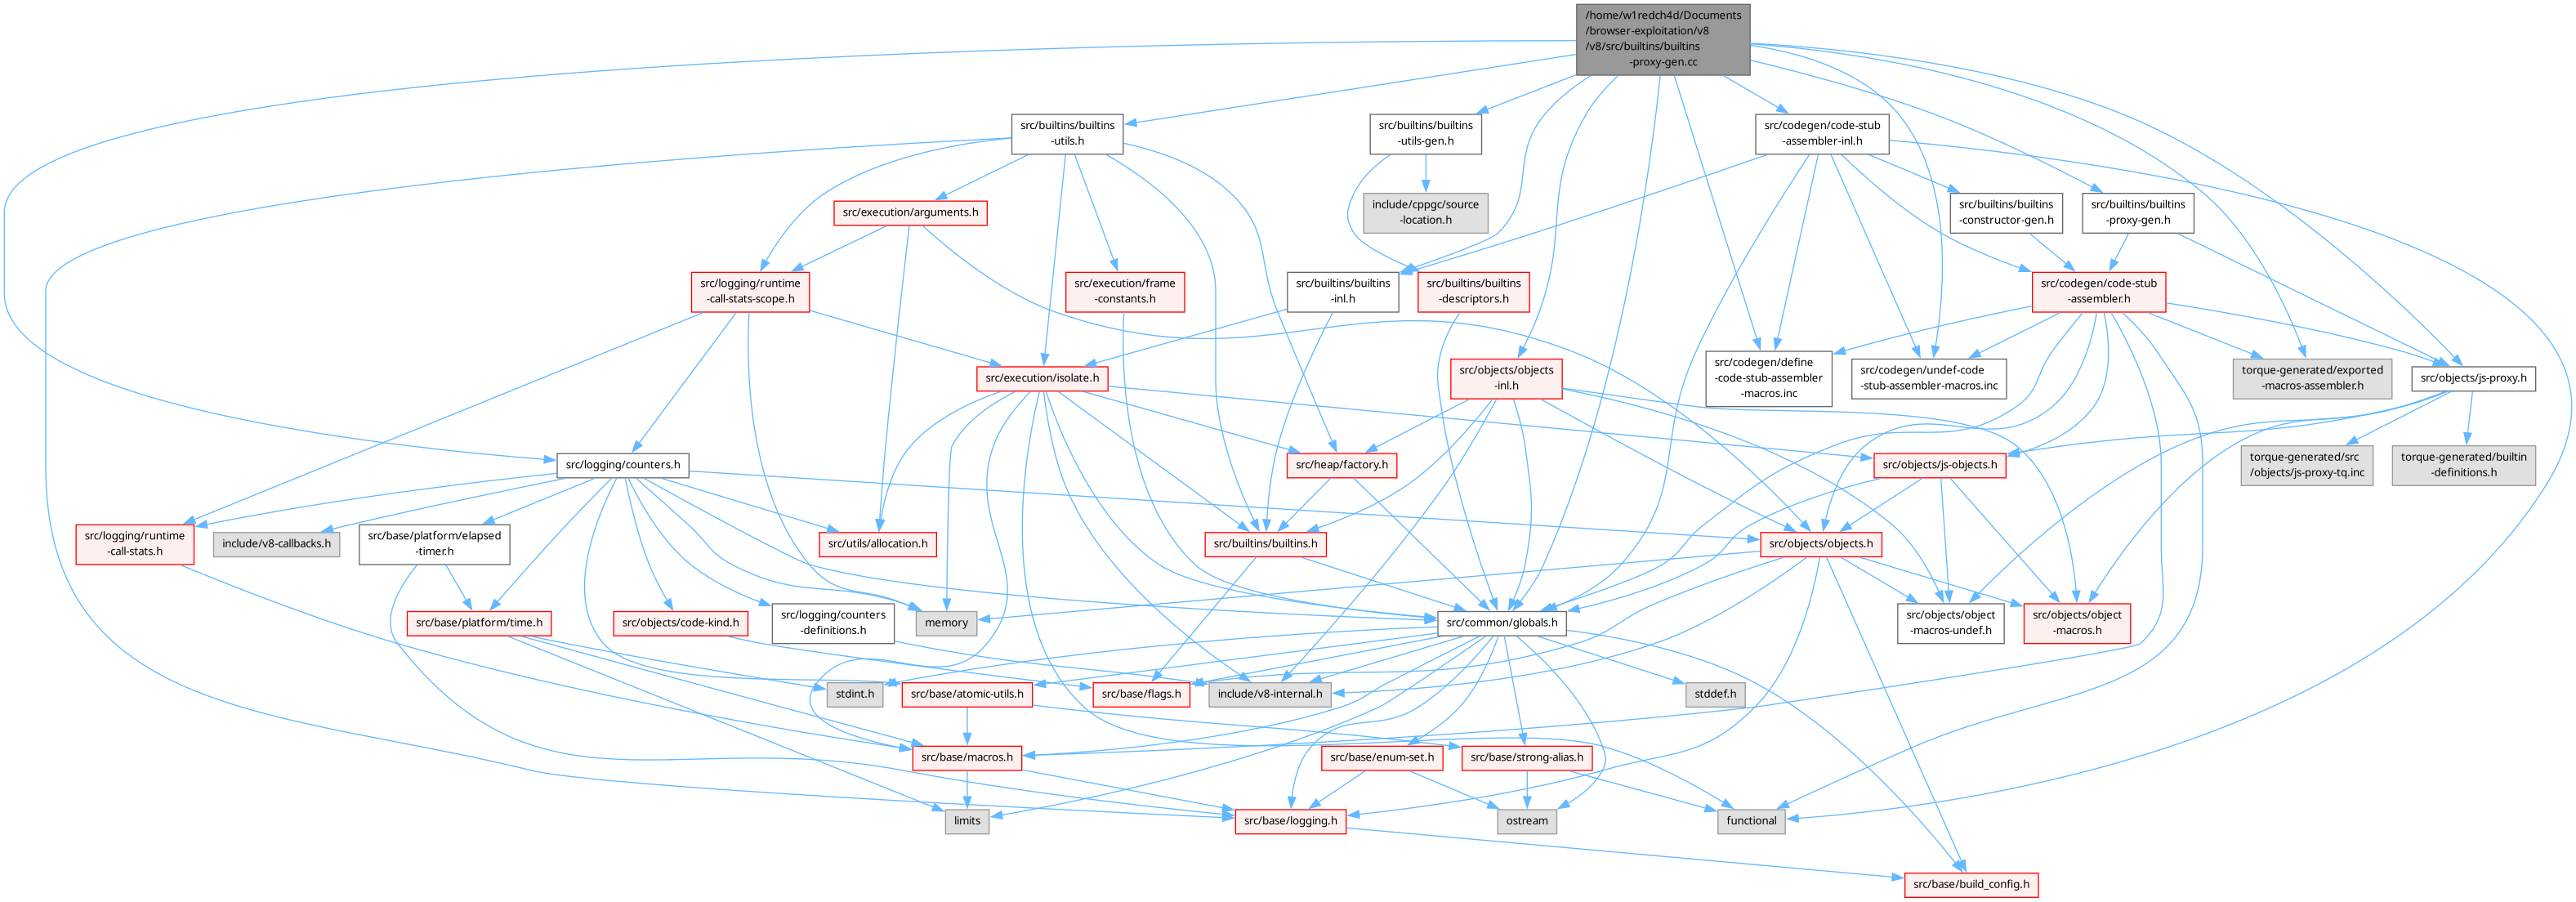 /home/w1redch4d/Documents
/browser-exploitation/v8
/v8/src/builtins/builtins
-proxy-gen.cc
src/builtins/builtins
-utils.h
src/builtins/builtins
-utils-gen.h
src/codegen/code-stub
-assembler-inl.h
include/cppgc/source
-location.h
src/execution/arguments.h
src/builtins/builtins
-constructor-gen.h
src/builtins/builtins
-proxy-gen.h
src/logging/runtime
-call-stats-scope.h
src/execution/frame
-constants.h
src/builtins/builtins
-inl.h
src/builtins/builtins
-descriptors.h
src/codegen/code-stub
-assembler.h
src/execution/isolate.h
src/objects/objects
-inl.h
src/codegen/define
-code-stub-assembler
-macros.inc
src/codegen/undef-code
-stub-assembler-macros.inc
torque-generated/exported
-macros-assembler.h
src/objects/js-proxy.h
src/logging/counters.h
src/heap/factory.h
src/objects/js-objects.h
torque-generated/src
/objects/js-proxy-tq.inc
torque-generated/builtin
-definitions.h
src/logging/runtime
-call-stats.h
include/v8-callbacks.h
src/base/platform/elapsed
-timer.h
src/utils/allocation.h
src/builtins/builtins.h
src/objects/objects.h
src/base/platform/time.h
src/objects/code-kind.h
src/logging/counters
-definitions.h
memory
src/common/globals.h
src/objects/object
-macros-undef.h
src/objects/object
-macros.h
stdint.h
src/base/atomic-utils.h
src/base/flags.h
include/v8-internal.h
stddef.h
src/base/macros.h
src/base/enum-set.h
src/base/strong-alias.h
limits
src/base/logging.h
ostream
functional
src/base/build_config.h